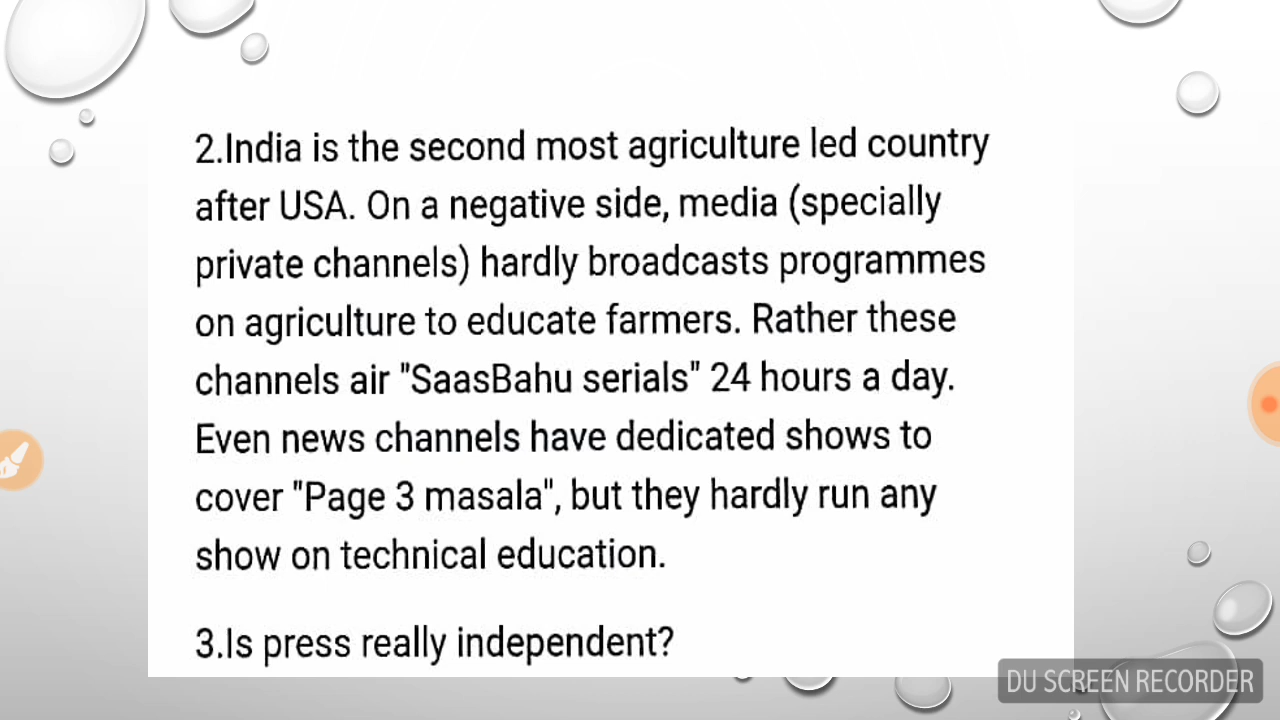 2.India is the second most agriculture led country
after USA. On a negative side, media (specially
private channels) hardly broadcasts programmes
on agriculture to educate farmers. Rather these
channels air "SaasBahu serials" 24 hours a day.
Even news channels have dedicated shows to
cover "Page 3 masala", but they hardly run any
show on technical education.
3.Is press really independent?
DU SCREEN RECORDER